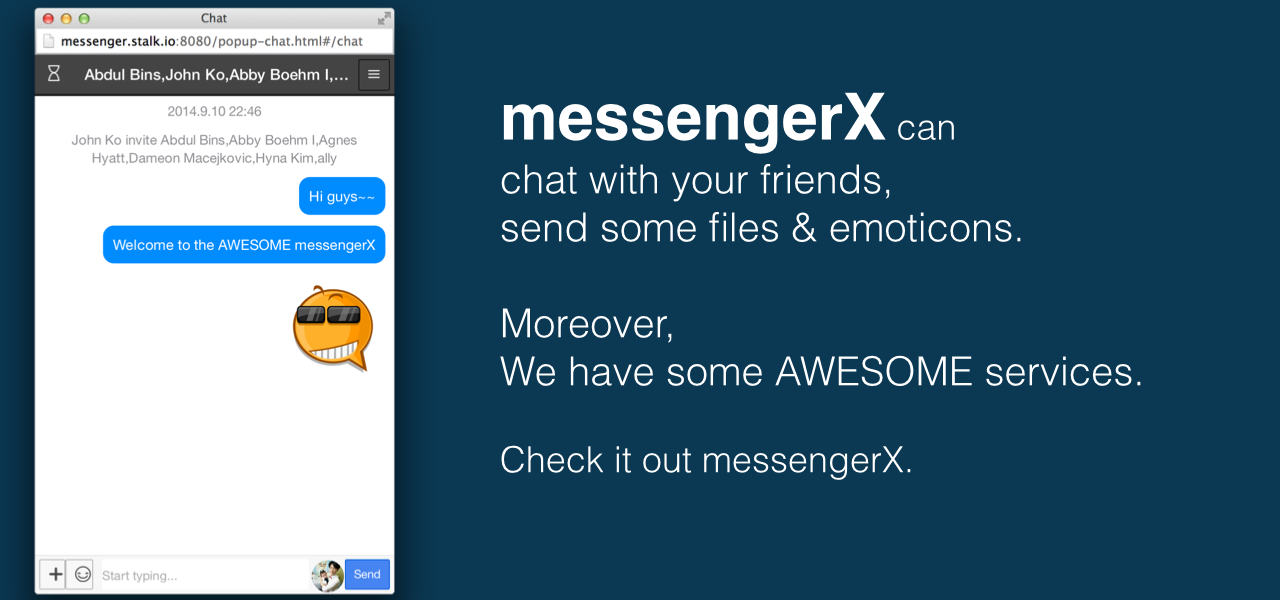 Chat
messenger.stalk.io:8080/popup-chat.html#/chat
Abdul Bins,John Ko,Abby Boehm I,...
2014.9.10 22:46
John Ko invite Abdul Bins,Abby Boehm I,Agnes
Hyatt,Dameon Macejkovic,Hyna Kim,ally
Hi guys~~
Welcome to the AWESOME messengerX
Start typing...
Send
messengerX can
chat with your friends,
send some files & emoticons.
Moreover,
We have some AWESOME services.
Check it out messengerX.